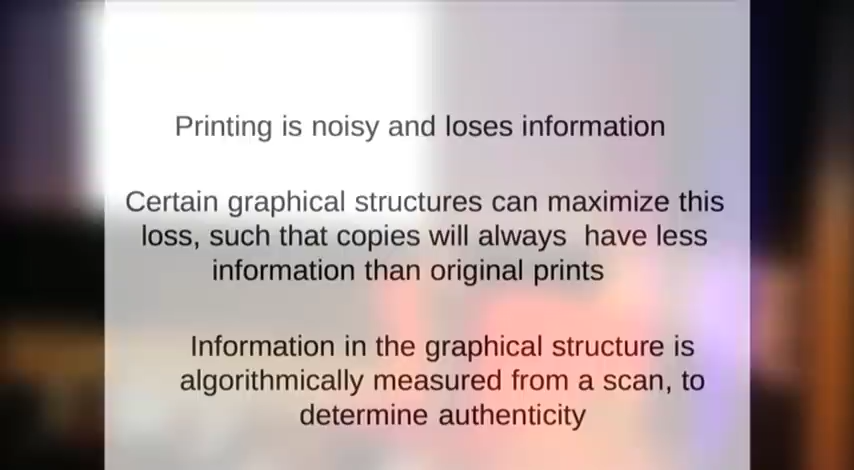 Printing is noisy and loses information
Certain graphical structures can maximize this
loss, such that copies will always  have less
information than original prints
Information in the graphical structure is
algorithmically measured from a scan, to
determine authenticity